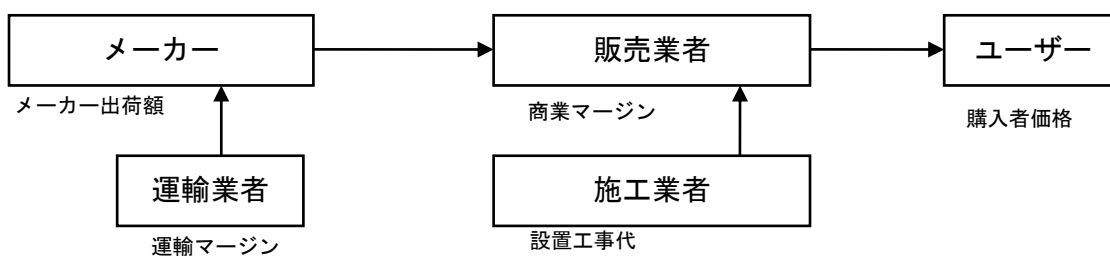 メーカー
販売業者
ユーザー
メーカー出荷額
商業マージン
購入者価格
運輸業者
施工業者
運輸マージン
設置工事代